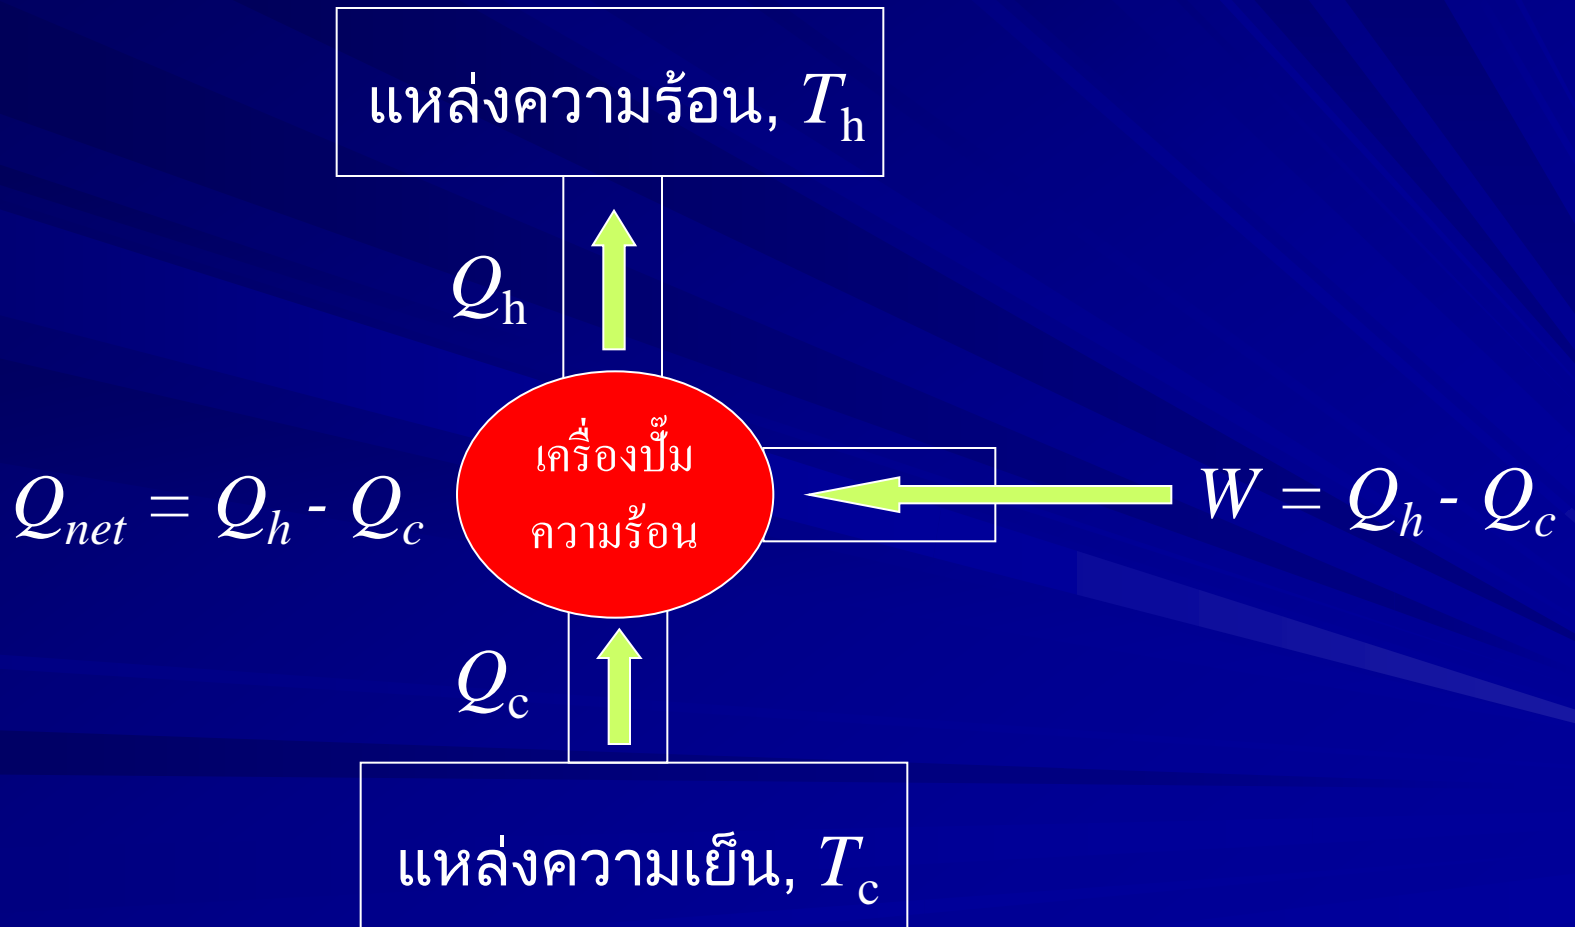 แหล่งความร้อน, Th
Qh
เครื่องปั๊ม
ความร้อน
Qnet = Qh - Qc
W = Qh - Qc
Qc
แหล่งความเย็น, Tc